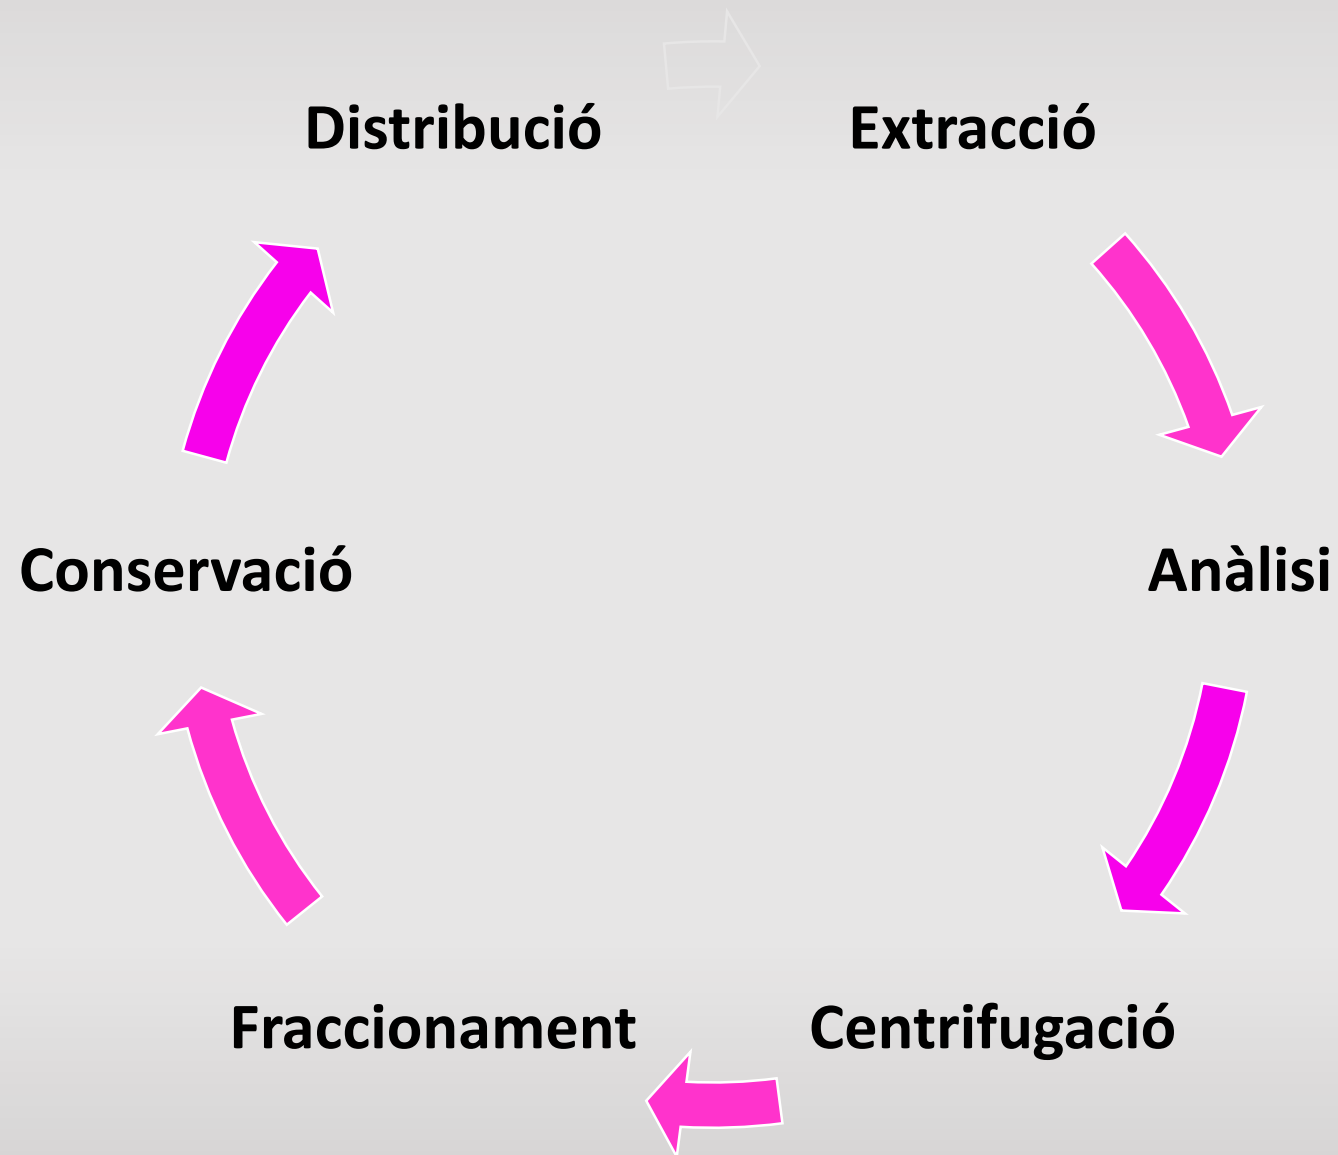 Distribució
Extracció
Conservació
Anàlisi
Fraccionament
Centrifugació